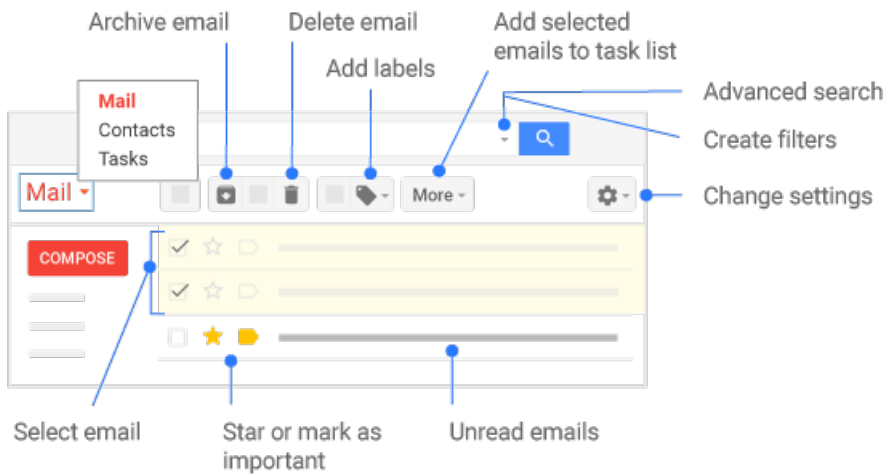 Archive email
Delete email
Add selected
emails to task list
Add labels
Advanced search
Mail
Contacts
Tasks
Create filters
Mail
More
Change settings
COMPOSE
Select email
Star or mark as
important
Unread emails